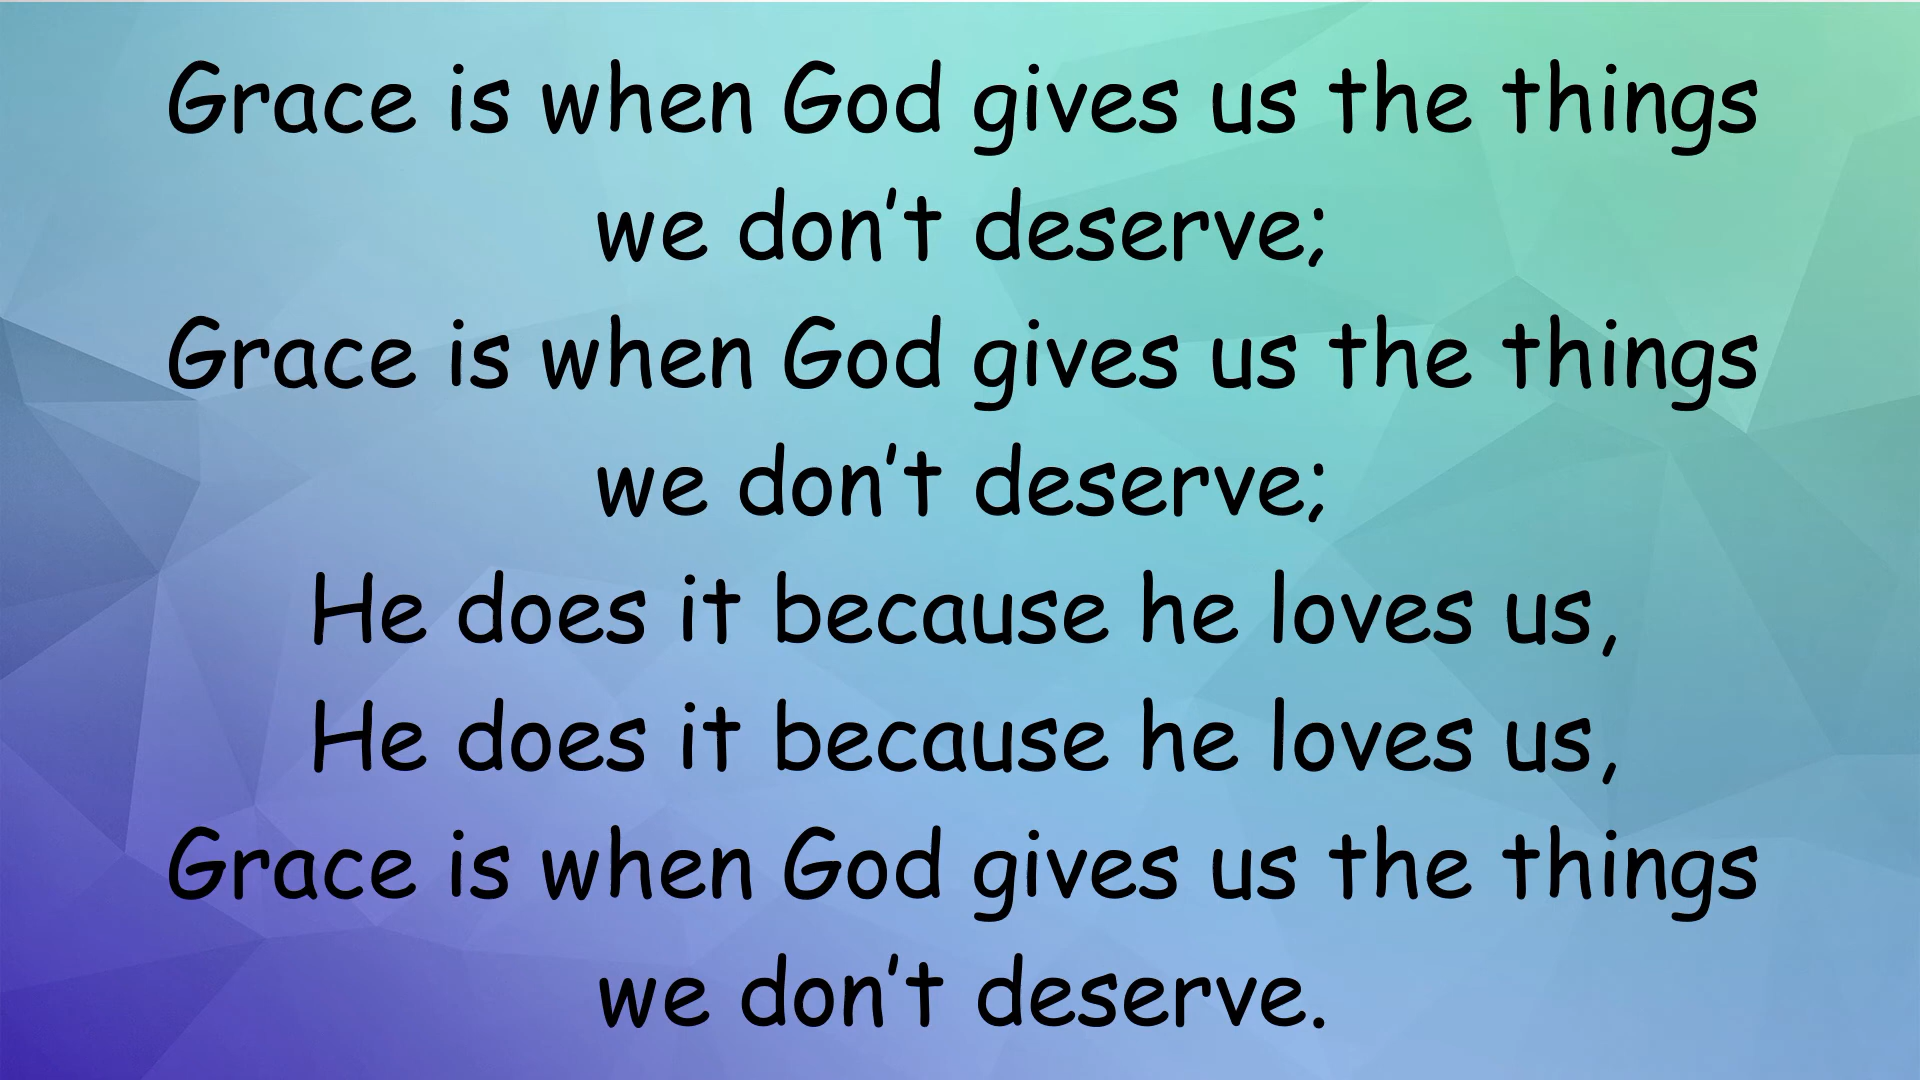 Grace is when God gives us the things
we don’t deserve;
Grace is when God gives us the things
we don’t deserve;
He does it because he loves us,
He does it because he loves us,
Grace is when God gives us the things
we don’t deserve.